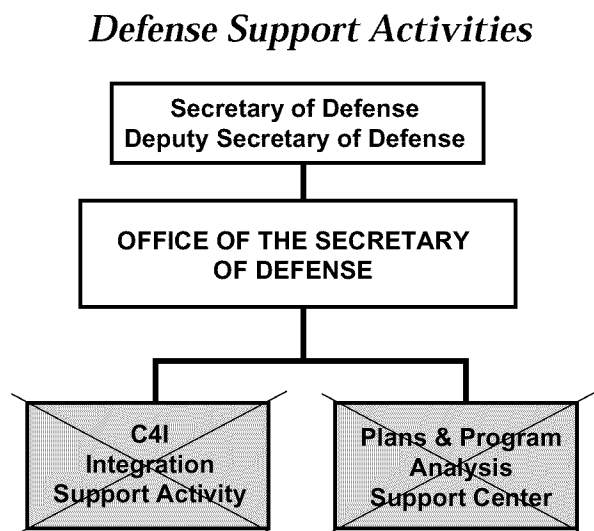 Defense Support Activities
Secretary of Defense
Deputy Secretary of Defense
OFFICE OF THE SECRETARY
OF DEFENSE
C4I
Integration
Support Activity
Plans & Program
Analysis
Support Center